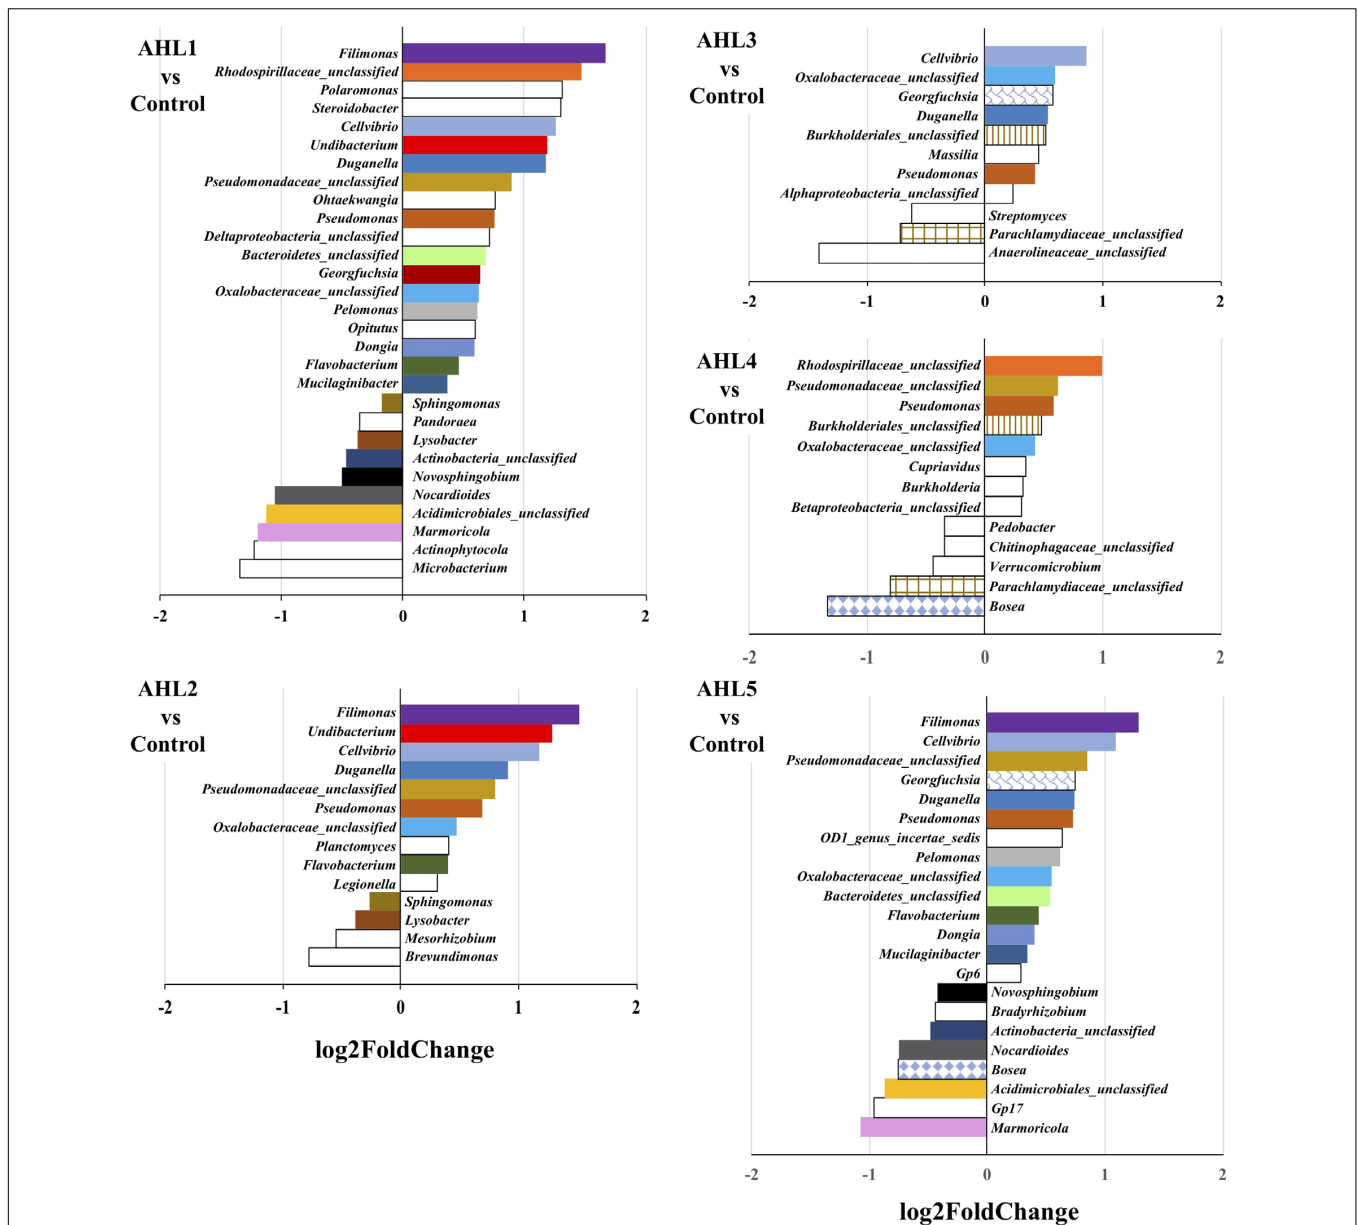 AHL1
vs
Control
Filimonas
Rhodospirillaceae_unclassified
Polaromonas
Steroidobacter
Cellvibrio
Undibacterium
Duganella
Pseudomonadaceae_unclassified
Ohtaekwangia
Pseudomonas
Deltaproteobacteria_unclassified
Bacteroidetes_unclassified
Georgfuchsia
Oxalobacteraceae_unclassified
Pelomonas
Opitutus
Dongia
Flavobacterium
Mucilaginibacter
Sphingomonas
Pandoraea
Lysobacter
Actinobacteria_unclassified
Novosphingobium
Nocardioides
Acidimicrobiales_unclassified
Marmoricola
Actinophytocola
Microbacterium
-2 -1 0 1 2
AHL2
vs
Control
Filimonas
Undibacterium
Cellvibrio
Duganella
Pseudomonadaceae_unclassified
Pseudomonas
Oxalobacteraceae_unclassified
Planctomyces
Flavobacterium
Legionella
Sphingomonas
Lysobacter
Mesorhizobium
Brevundimonas
-2 -1 0 1 2
log2FoldChange
AHL3
vs
Control
Cellvibrio
Oxalobacteraceae_unclassified
Georgfuchsia
Duganella
Burkholderiales_unclassified
Massilia
Pseudomonas
Alphaproteobacteria_unclassified
Streptomyces
Parachlamydiaceae_unclassified
Anaerolineaceae_unclassified
-2 -1 0 1 2
AHL4
vs
Control
Rhodospirillaceae_unclassified
Pseudomonadaceae_unclassified
Pseudomonas
Burkholderiales_unclassified
Oxalobacteraceae_unclassified
Cupriavidus
Burkholderia
Betaproteobacteria_unclassified
Pedobacter
Chitinophagaceae_unclassified
Verrucomicrobium
Parachlamydiaceae_unclassified
Bosea
-2 -1 0 1 2
AHL5
vs
Control
Filimonas
Cellvibrio
Pseudomonadaceae_unclassified
Georgfuchsia
Duganella
Pseudomonas
OD1_genus_incertae_sedis
Pelomonas
Oxalobacteraceae_unclassified
Bacteroidetes_unclassified
Flavobacterium
Dongia
Mucilaginibacter
Gp6
Novosphingobium
Bradyrhizobium
Actinobacteria_unclassified
Nocardioides
Bosea
Acidimicrobiales_unclassified
Gp17
Marmoricola
-2 -1 0 1 2
log2FoldChange